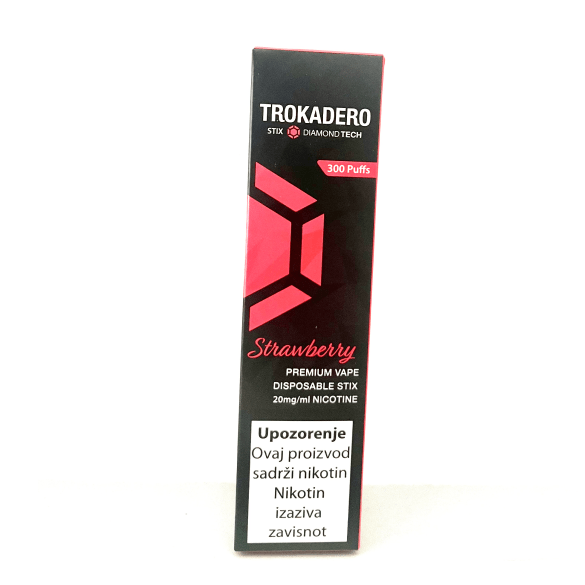 TROKADERO
STIX DIAMOND TECH
300 Puffs
Strawberry
PREMIUM VAPE
DISPOSABLE STIX
20mg/ml NICOTINE
Upozorenje
Ovaj proizvod
sadrži nikotin
Nikotin
izaziva
zavisnot